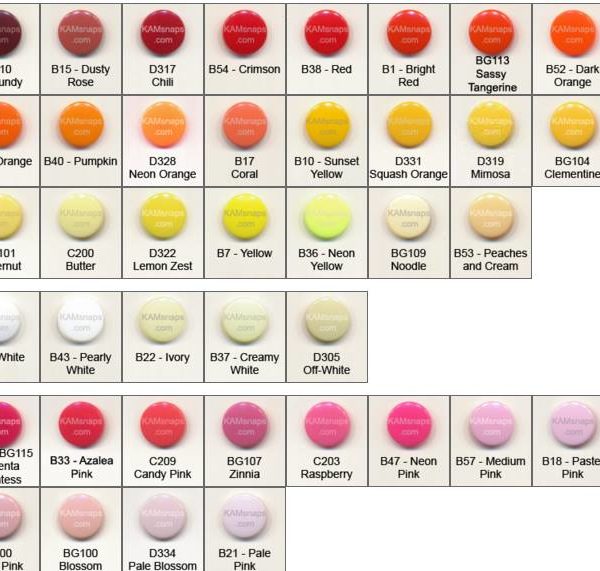 KAMsnaps .com
10
undy
B15 - Dusty
Rose
D317
Chili
B54 - Crimson
B38 - Red
B1 - Bright
Red
BG113
Sassy
Tangerine
B52 - Dark
Orange
Orange
B40 - Pumpkin
D328
Neon Orange
B17
Coral
B10 - Sunset
Yellow
D331
Squash Orange
D319
Mimosa
BG104
Clementine
101
ernut
C200
Butter
D322
Lemon Zest
B7 - Yellow
B36 - Neon
Yellow
BG109
Noodle
B53 - Peaches
and Cream
White
B43 - Pearly
White
B22 - Ivory
B37 - Creamy
White
D305
Off-White
BG115
enta
tess
B33 - Azalea
Pink
C209
Candy Pink
BG107
Zinnia
C203
Raspberry
B47 - Neon
Pink
B57 - Medium
Pink
B18 - Paste
Pink
00
Pink
BG100
Blossom
D334
Pale Blossom
B21 - Pale
Pink